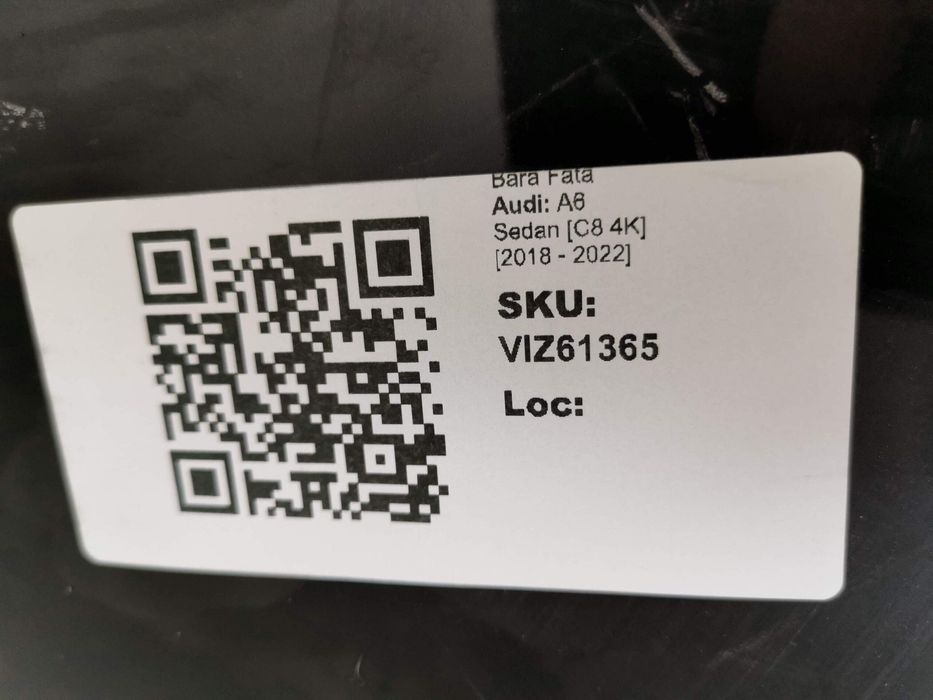 Bara Fata
Audi: A6
Sedan [C8 4K]
[2018 - 2022]
SKU:
VIZ61365
Loc: